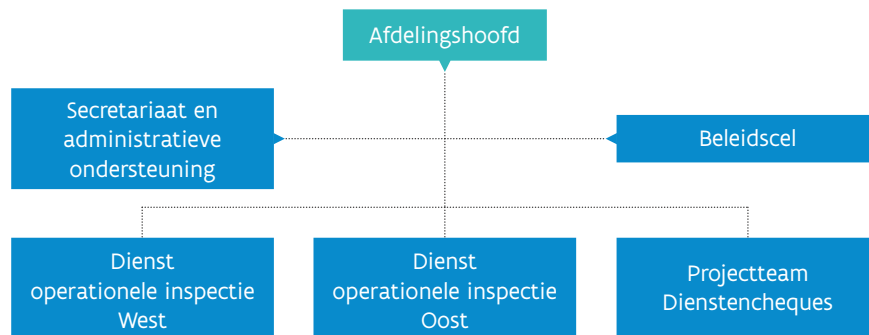 Afdelingshoofd
Secretariaat en
administratieve
ondersteuning
Beleidscel
Dienst
operationele inspectie
West
Dienst
operationele inspectie
Oost
Projectteam
Dienstencheques